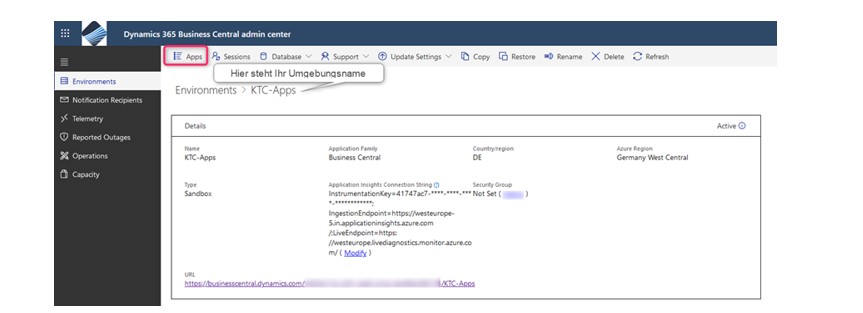 Dynamics 365 Business Central admin center
Apps Sessions Database Support Update Settings Copy Restore Rename Delete Refresh
Hier steht Ihr Umgebungsname
Environments > KTC-Apps
Environments
Notification Recipients
Telemetry
Reported Outages
Operations
Capacity
Details Active
Name Application Family Country/region Azure Region
KTC-Apps Business Central DE Germany West Central
Type Application Insights Connection String Security Group
Sandbox InstrumentationKey=41747ac7-****-****-*** Not Set ( )
*-************;
IngestionEndpoint=https://westeurope-
5.in.applicationinsights.azure.com
/;LiveEndpoint=https:
//westeurope.livediagnostics.monitor.azure.co
m/ ( Modify )
URL
https://businesscentral.dynamics.com/ /KTC-Apps